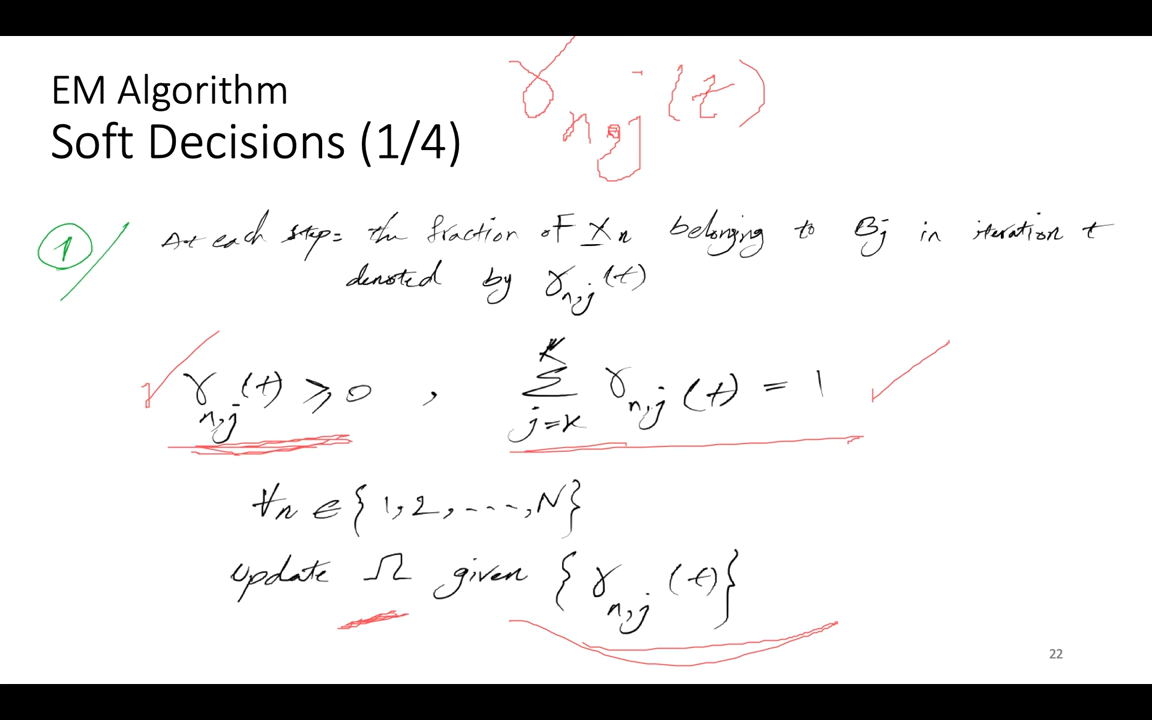 EM Algorithm
γn,j(t)
Soft Decisions (1/4)
1 At each step: the fraction of Xn belonging to Bj in iteration t
denoted by γn,j(t)
γn,j(t) ≥ 0 , Σ_{j=K}^{K} γn,j(t) = 1
∀n ∈ {1, 2, ...., N}
update Ω given {γn,j(t)}
22